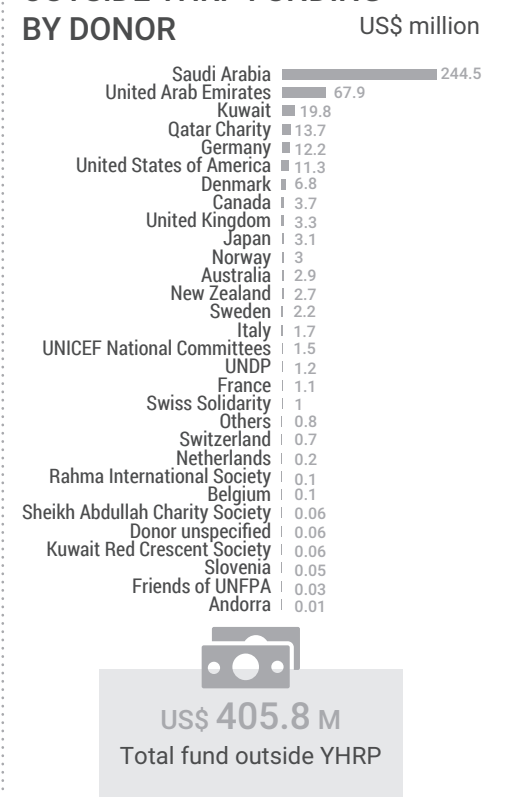 BY DONOR US$ million
Saudi Arabia 244.5
United Arab Emirates 67.9
Kuwait 19.8
Qatar Charity 13.7
Germany 12.2
United States of America 11.3
Denmark 6.8
Canada 3.7
United Kingdom 3.3
Japan 3.1
Norway 3
Australia 2.9
New Zealand 2.7
Sweden 2.2
Italy 1.7
UNICEF National Committees 1.5
UNDP 1.2
France 1.1
Swiss Solidarity 1
Others 0.8
Switzerland 0.7
Netherlands 0.2
Rahma International Society 0.1
Belgium 0.1
Sheikh Abdullah Charity Society 0.06
Donor unspecified 0.06
Kuwait Red Crescent Society 0.06
Slovenia 0.05
Friends of UNFPA 0.03
Andorra 0.01
US$ 405.8 M
Total fund outside YHRP